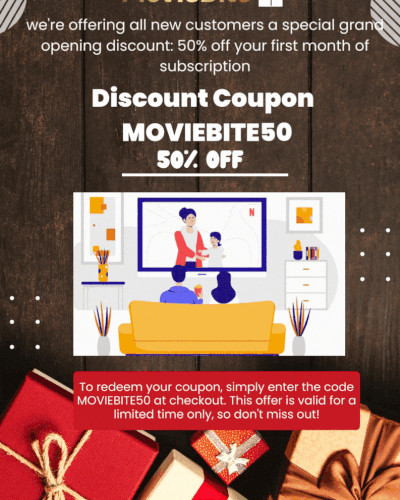 we're offering all new customers a special grand
opening discount: 50% off your first month of
subscription
Discount Coupon
MOVIEBITE50
50% OFF
N
To redeem your coupon, simply enter the code
MOVIEBITE50 at checkout. This offer is valid for a
limited time only, so don't miss out!